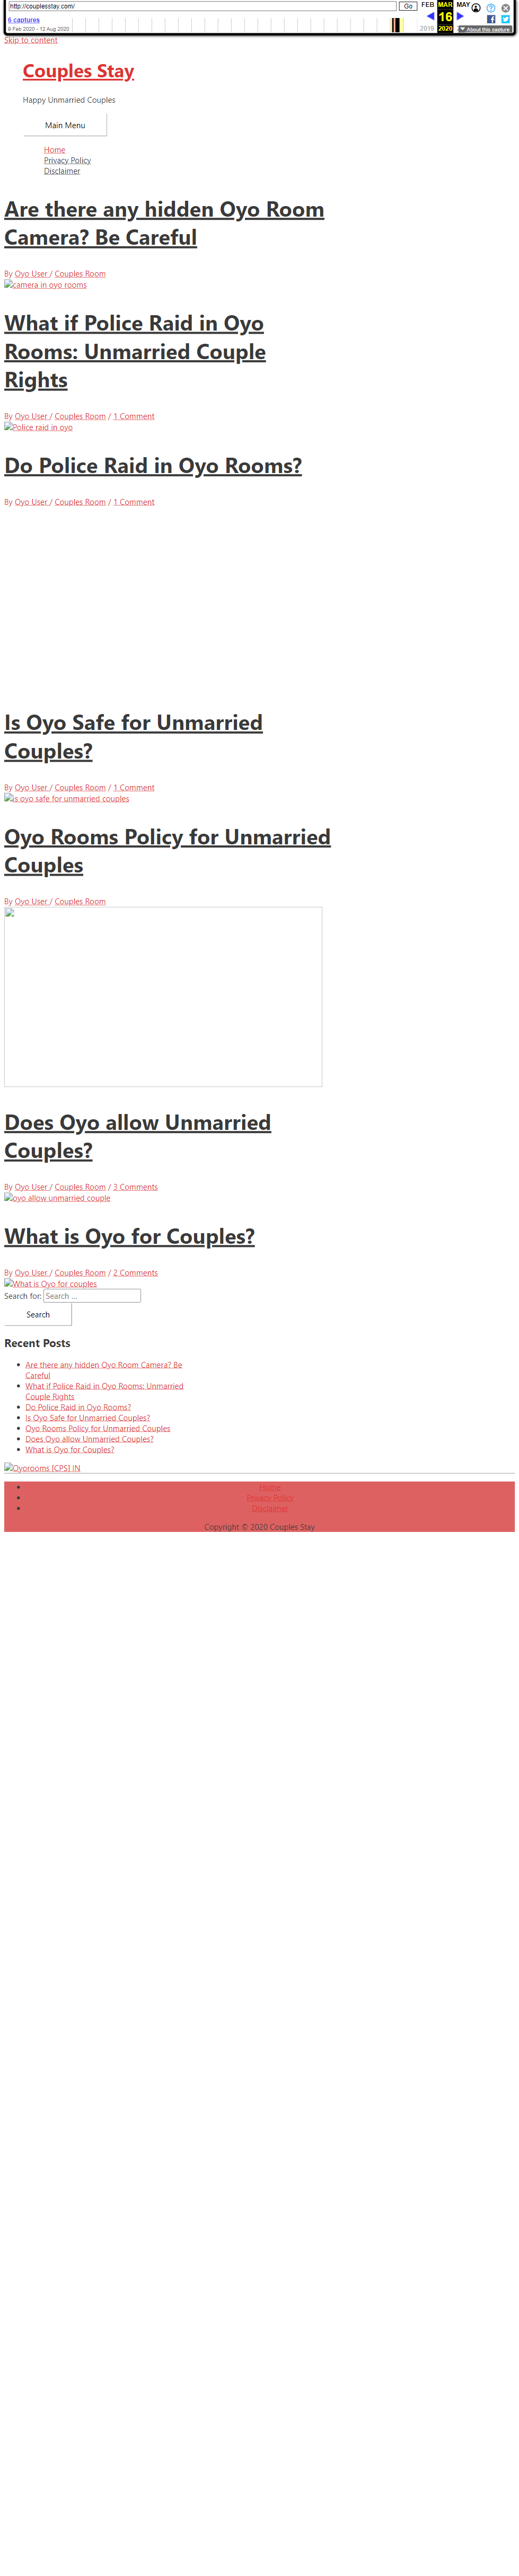 http://couplesstay.com/
Go
FEB MAR MAY
6 captures
16
9 Feb 2020 - 12 Aug 2020
2019 2020
About this capture
Skip to content
Couples Stay
Happy Unmarried Couples
Main Menu
Home
Privacy Policy
Disclaimer
Are there any hidden Oyo Room
Camera? Be Careful
By Oyo User / Couples Room
camera in oyo rooms
What if Police Raid in Oyo
Rooms: Unmarried Couple
Rights
By Oyo User / Couples Room / 1 Comment
Police raid in oyo
Do Police Raid in Oyo Rooms?
By Oyo User / Couples Room / 1 Comment
Is Oyo Safe for Unmarried
Couples?
By Oyo User / Couples Room / 1 Comment
is oyo safe for unmarried couples
Oyo Rooms Policy for Unmarried
Couples
By Oyo User / Couples Room
Does Oyo allow Unmarried
Couples?
By Oyo User / Couples Room / 3 Comments
oyo allow unmarried couple
What is Oyo for Couples?
By Oyo User / Couples Room / 2 Comments
What is Oyo for couples
Search for: Search ...
Search
Recent Posts
Are there any hidden Oyo Room Camera? Be
Careful
What if Police Raid in Oyo Rooms: Unmarried
Couple Rights
Do Police Raid in Oyo Rooms?
Is Oyo Safe for Unmarried Couples?
Oyo Rooms Policy for Unmarried Couples
Does Oyo allow Unmarried Couples?
What is Oyo for Couples?
Oyorooms [CPS] IN
Home
Privacy Policy
Disclaimer
Copyright © 2020 Couples Stay